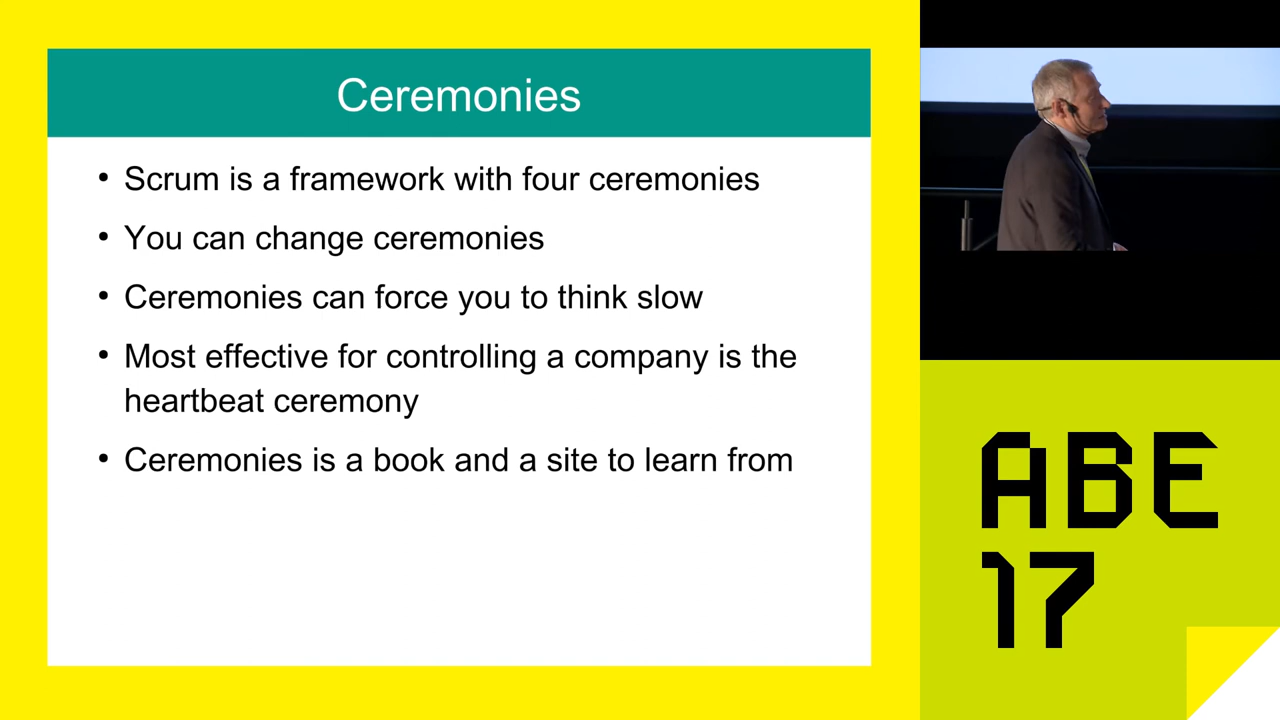 Ceremonies
• Scrum is a framework with four ceremonies
• You can change ceremonies
• Ceremonies can force you to think slow
• Most effective for controlling a company is the
heartbeat ceremony
• Ceremonies is a book and a site to learn from
ABE
17